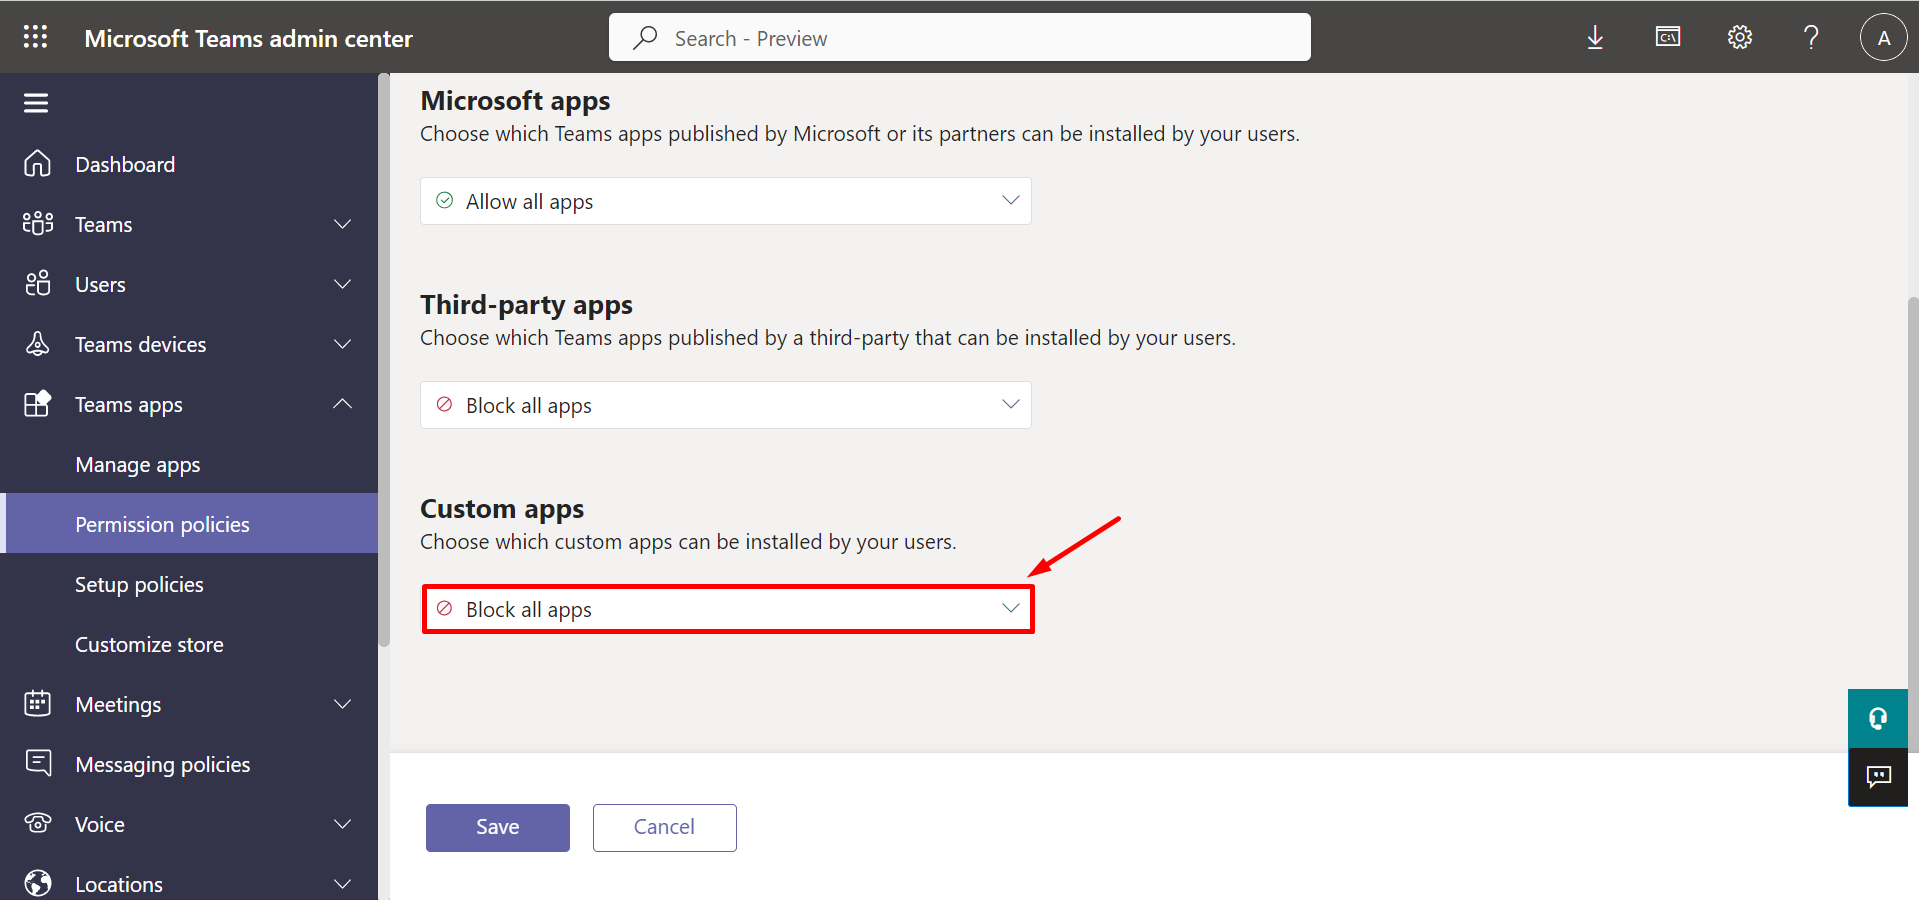 Microsoft Teams admin center
Search - Preview
C:\
A
Dashboard
Teams
Users
Teams devices
Teams apps
Manage apps
Permission policies
Setup policies
Customize store
Meetings
Messaging policies
Voice
Locations
Microsoft apps
Choose which Teams apps published by Microsoft or its partners can be installed by your users.
Allow all apps
Third-party apps
Choose which Teams apps published by a third-party that can be installed by your users.
Block all apps
Custom apps
Choose which custom apps can be installed by your users.
Block all apps
Save
Cancel